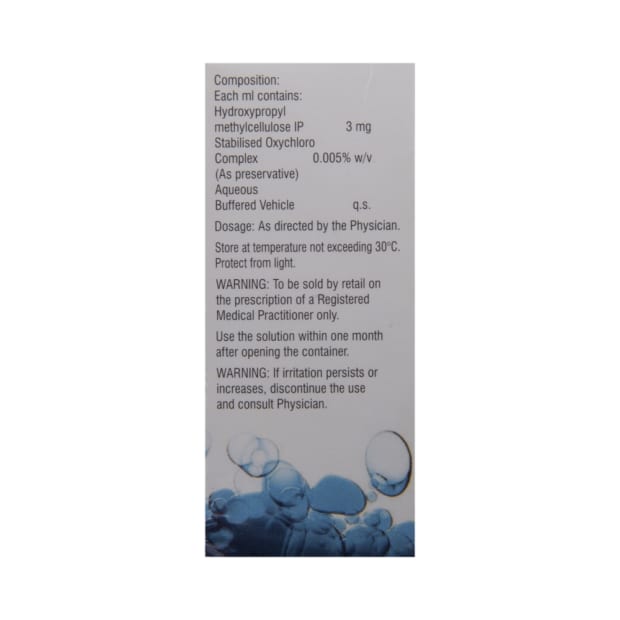 Composition:
Each ml contains:
Hydroxypropyl
methylcellulose IP 3 mg
Stabilised Oxychloro
Complex 0.005% w/v
(As preservative)
Aqueous
Buffered Vehicle q.s.
Dosage: As directed by the Physician.
Store at temperature not exceeding 30°C.
Protect from light.
WARNING: To be sold by retail on
the prescription of a Registered
Medical Practitioner only.
Use the solution within one month
after opening the container.
WARNING: If irritation persists or
increases, discontinue the use
and consult Physician.